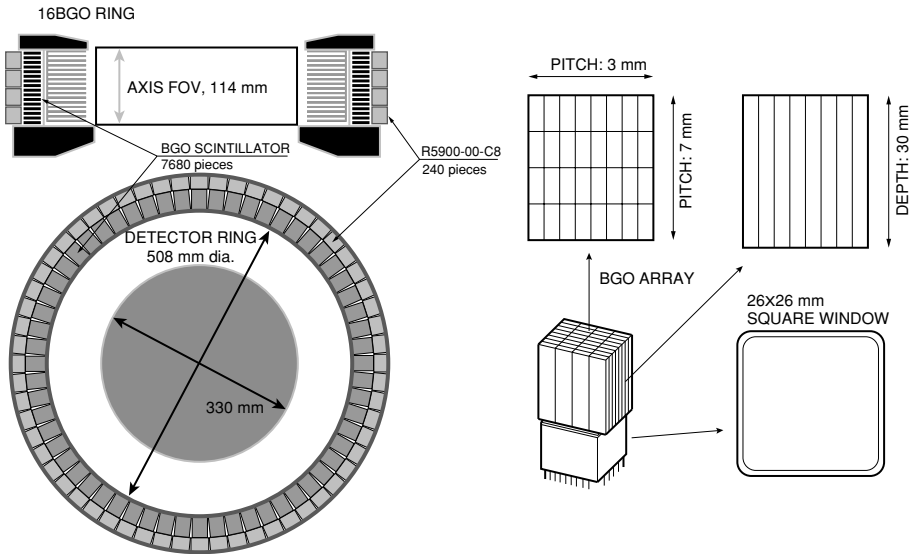 16BGO RING
AXIS FOV, 114 mm
BGO SCINTILLATOR
7680 pieces
R5900-00-C8
240 pieces
DETECTOR RING
508 mm dia.
330 mm
PITCH: 3 mm
PITCH: 7 mm
DEPTH: 30 mm
BGO ARRAY
26X26 mm
SQUARE WINDOW